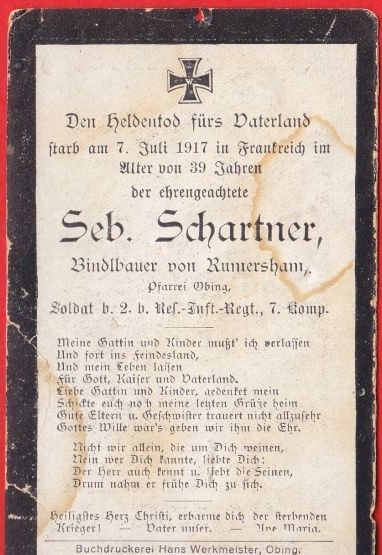 Den Heldentod fürs Vaterland
starb am 7. Juli 1917 in Frankreich im
Alter von 39 Jahren
der ehrengeachtete
Seb. Schartner,
Bindlbauer von Rumersham,
Pfarrei Obing,
Soldat b. 2. b. Res.-Inft.-Regt., 7. Komp.
Meine Gattin und Kinder mußt' ich verlassen
Und fort ins Feindesland,
Und mein Leben lassen
Für Gott, Kaiser und Vaterland.
Liebe Gattin und Kinder, gedenket mein
Schickte euch noch meine letzten Grüße heim
Gute Eltern u. Geschwister trauert nicht allzusehr
Gottes Wille war's geben wir ihm die Ehr.
Nicht wir allein, die um Dich weinen,
Nein wer Dich kannte, liebte Dich:
Der Herr auch kennt u. liebt die Seinen,
Drum nahm er frühe Dich zu sich.
Heiligstes Herz Christi, erbarme dich der sterbenden
Krieger! — Vater unser. — Ave Maria.
Buchdruckerei Hans Werkmeister, Obing.